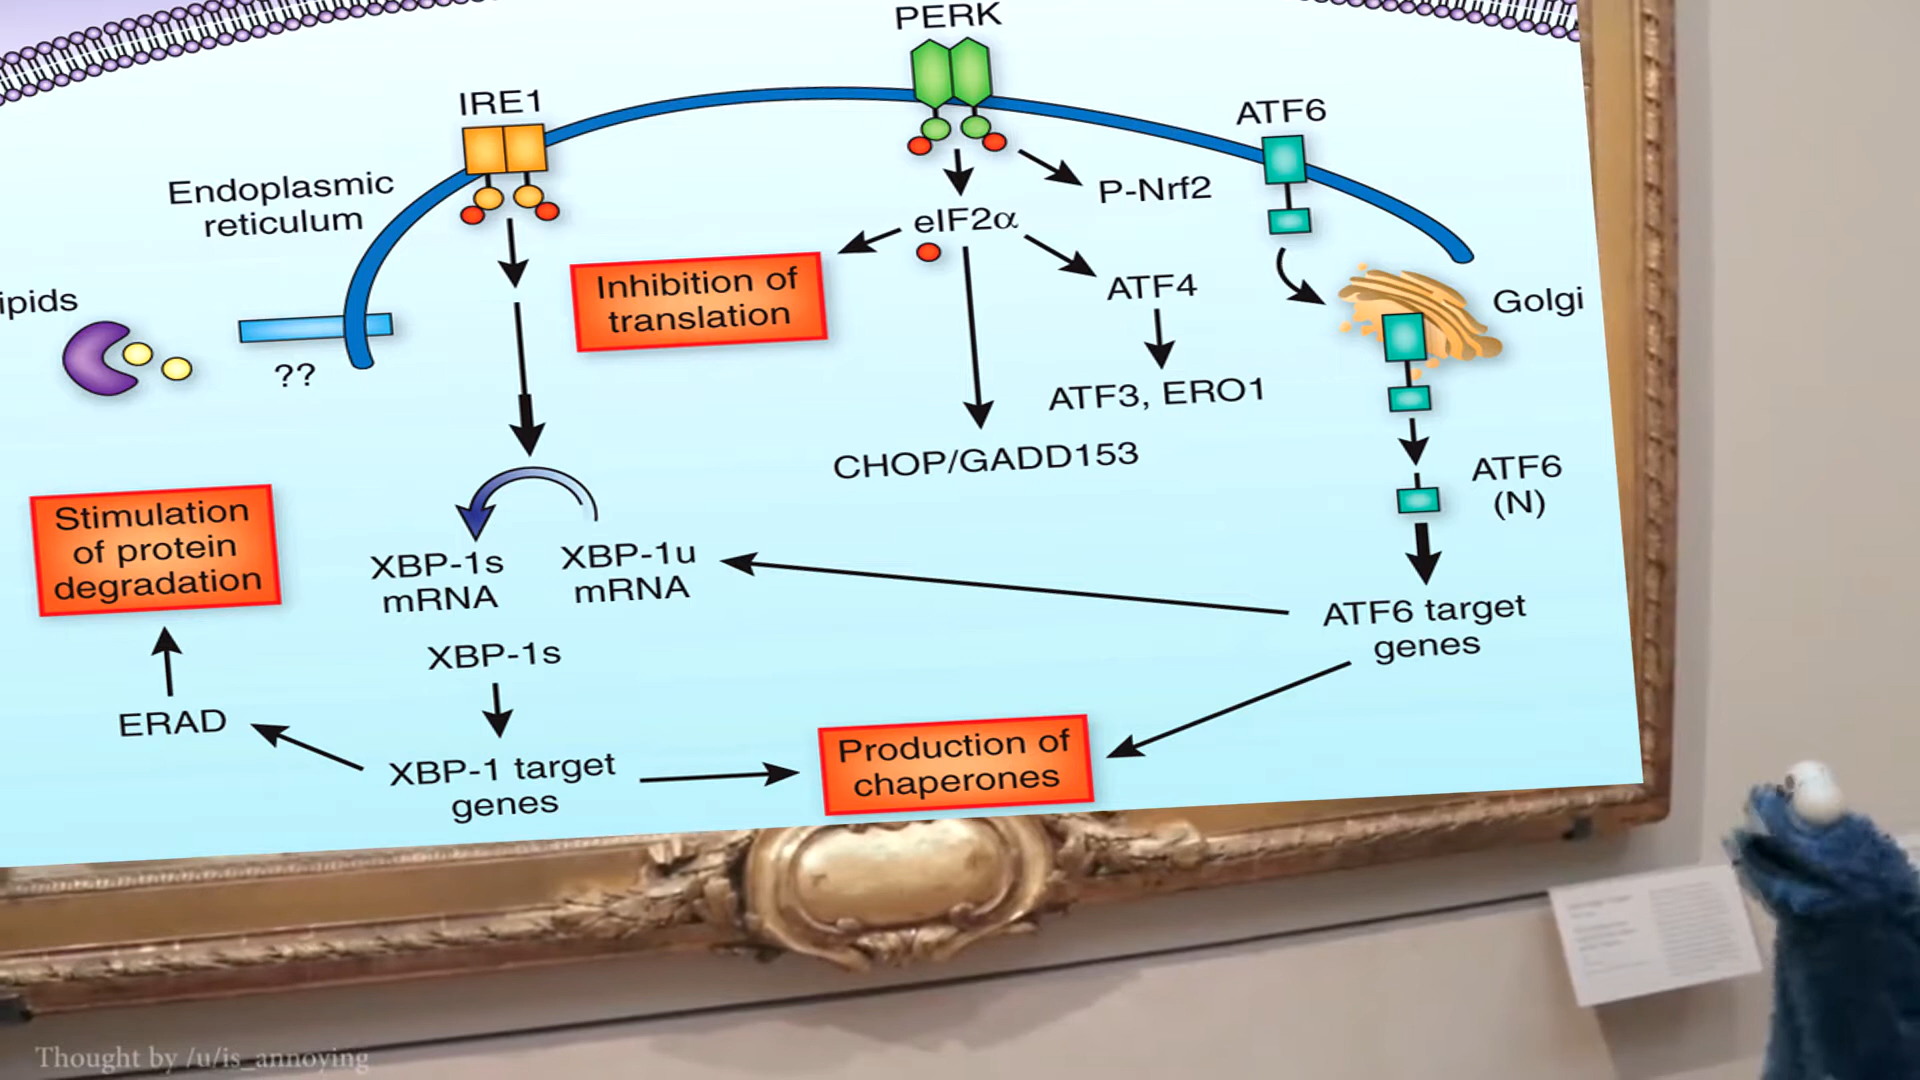 PERK
IRE1
ATF6
Endoplasmic
reticulum
P-Nrf2
eIF2α
ipids
Inhibition of
translation
ATF4
Golgi
??
ATF3, ERO1
CHOP/GADD153
ATF6
(N)
Stimulation
of protein
degradation
XBP-1s
mRNA
XBP-1u
mRNA
ATF6 target
genes
XBP-1s
ERAD
XBP-1 target
genes
Production of
chaperones
Thought by /u/is_annoying